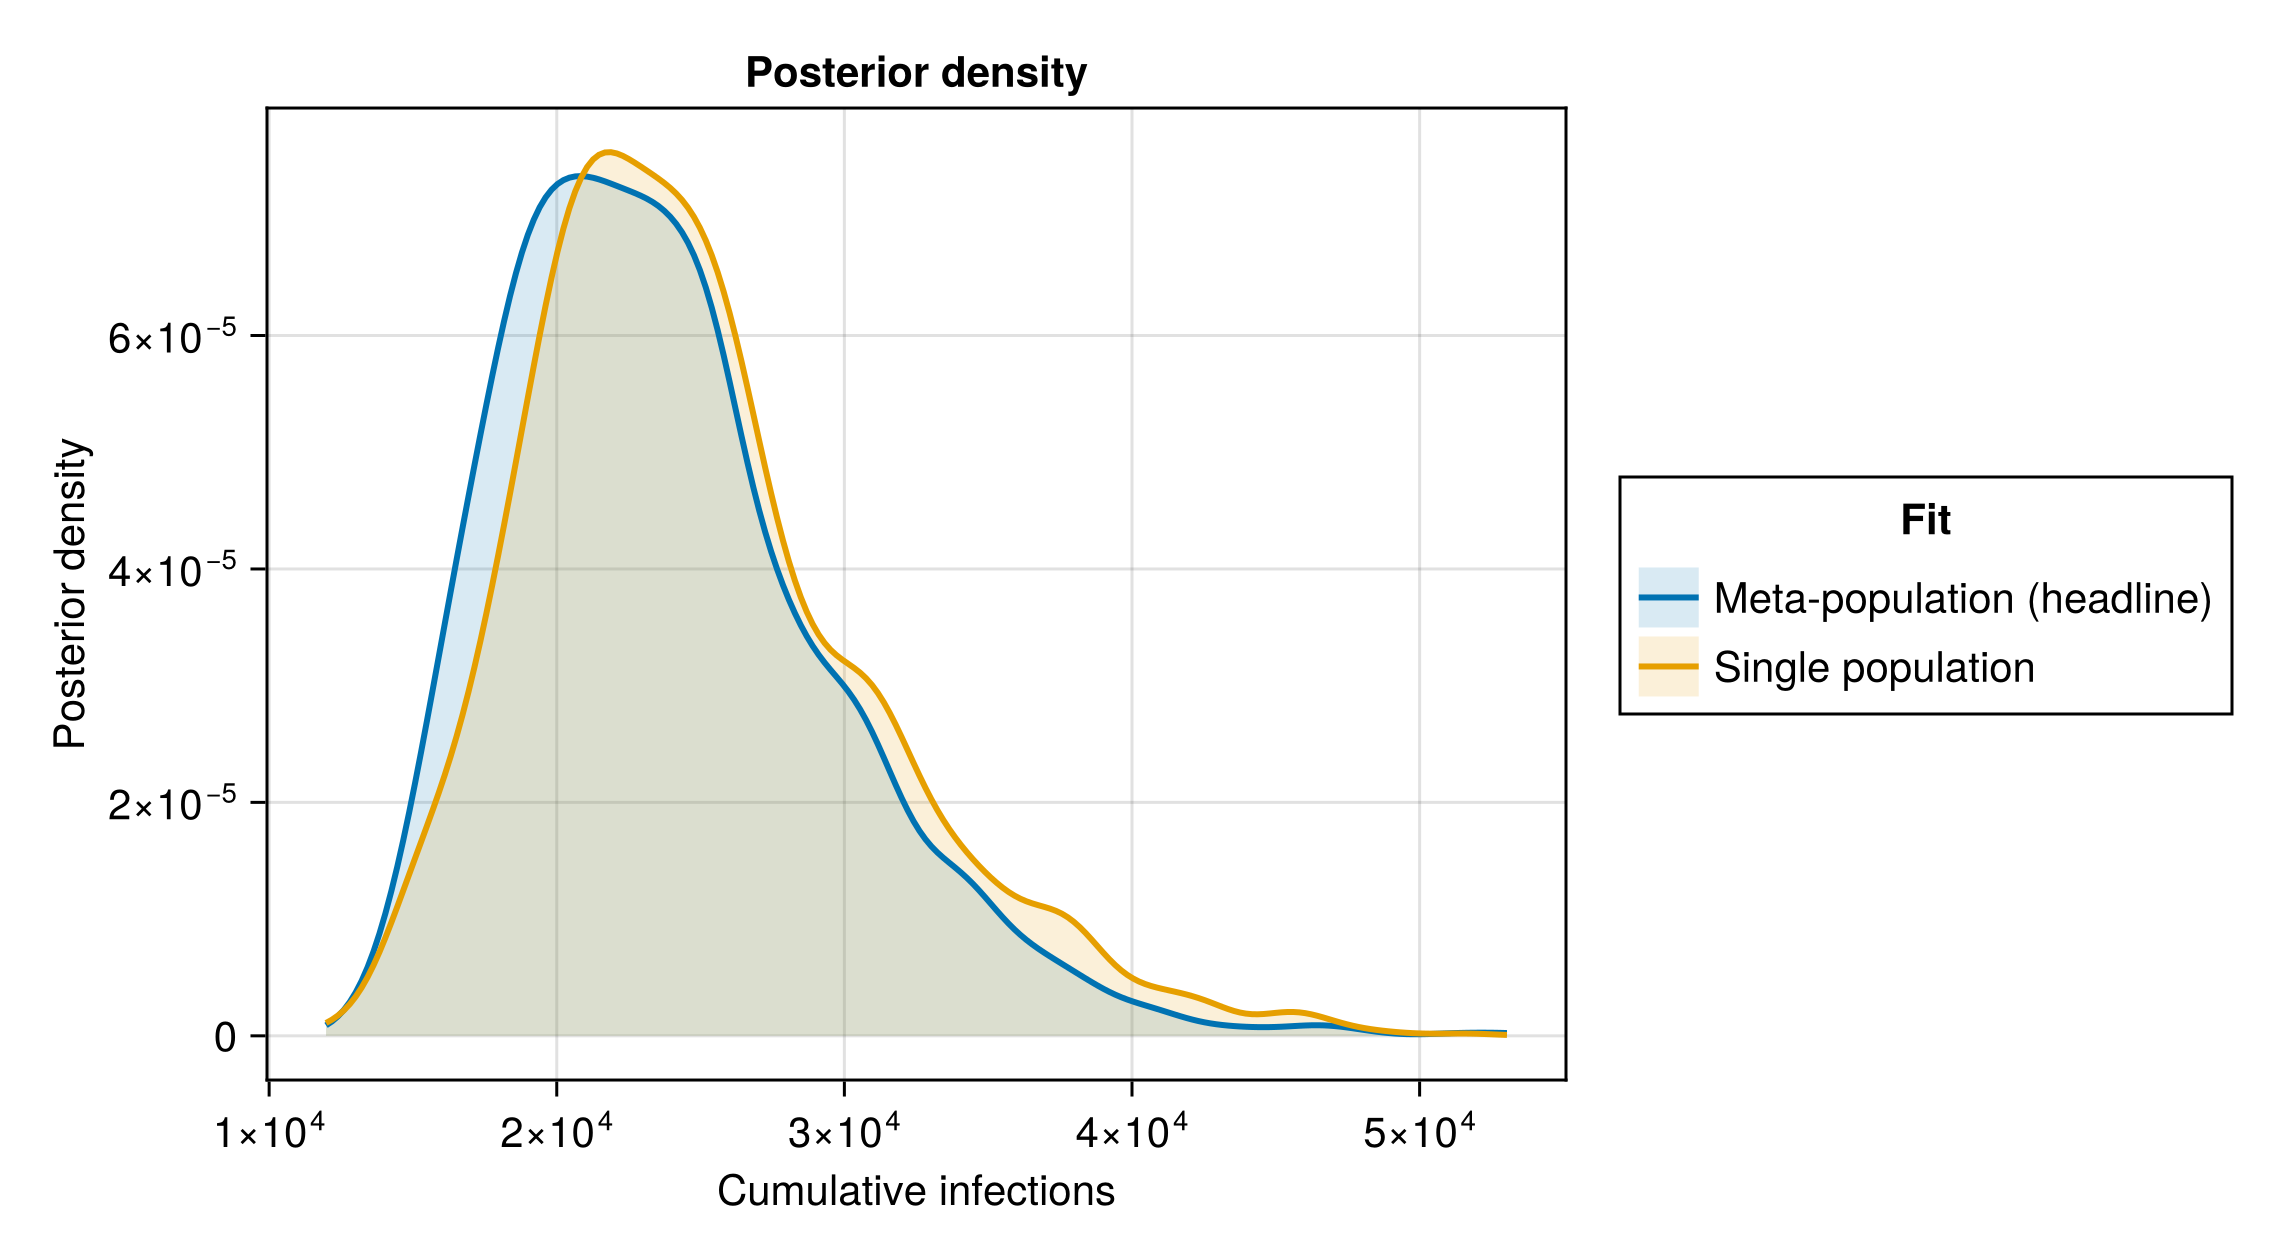 Posterior density
Posterior density
6×10⁻⁵
4×10⁻⁵
2×10⁻⁵
0
1×10⁴
2×10⁴
3×10⁴
4×10⁴
5×10⁴
Cumulative infections
Fit
Meta-population (headline)
Single population